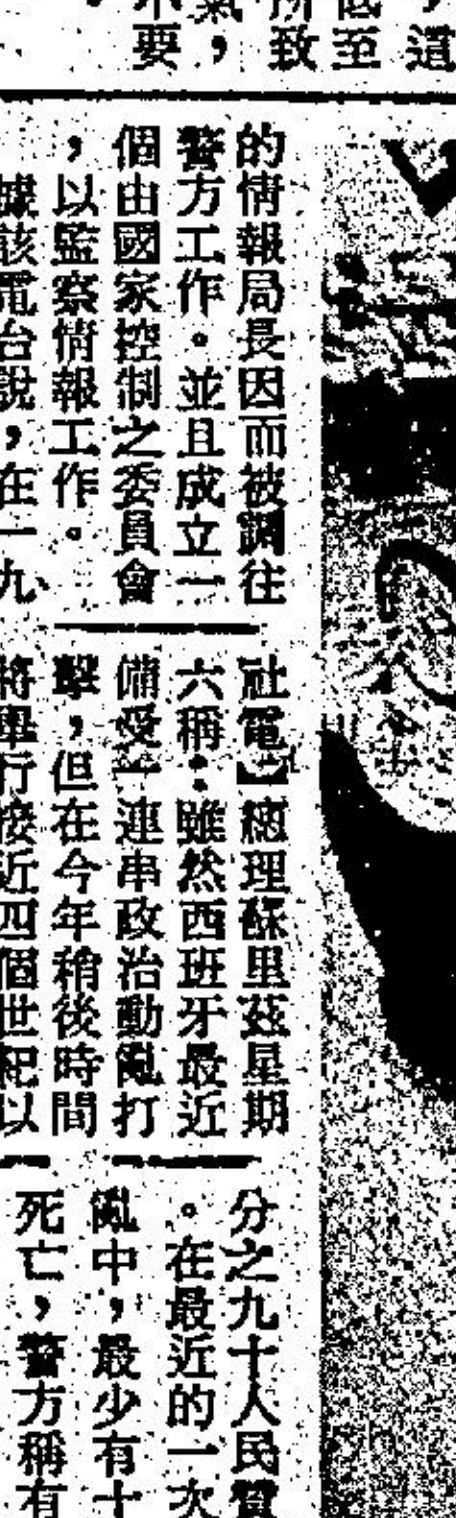 ，這
低至
所致
氣，
不要
的情報局長因而被調往
警方工作。並且成立一
個由國家控制之委員會
，以監察情報工作。
據該電台說，在一九
社電】總理蘇里茲星期
六稱：雖然西班牙最近
備受一連串政治動亂打
擊，但在今年稍後時間
將舉行接近四個世紀以
分之九十人民贊
。在最近的一次
亂中，最少有十
死亡，警方稱有